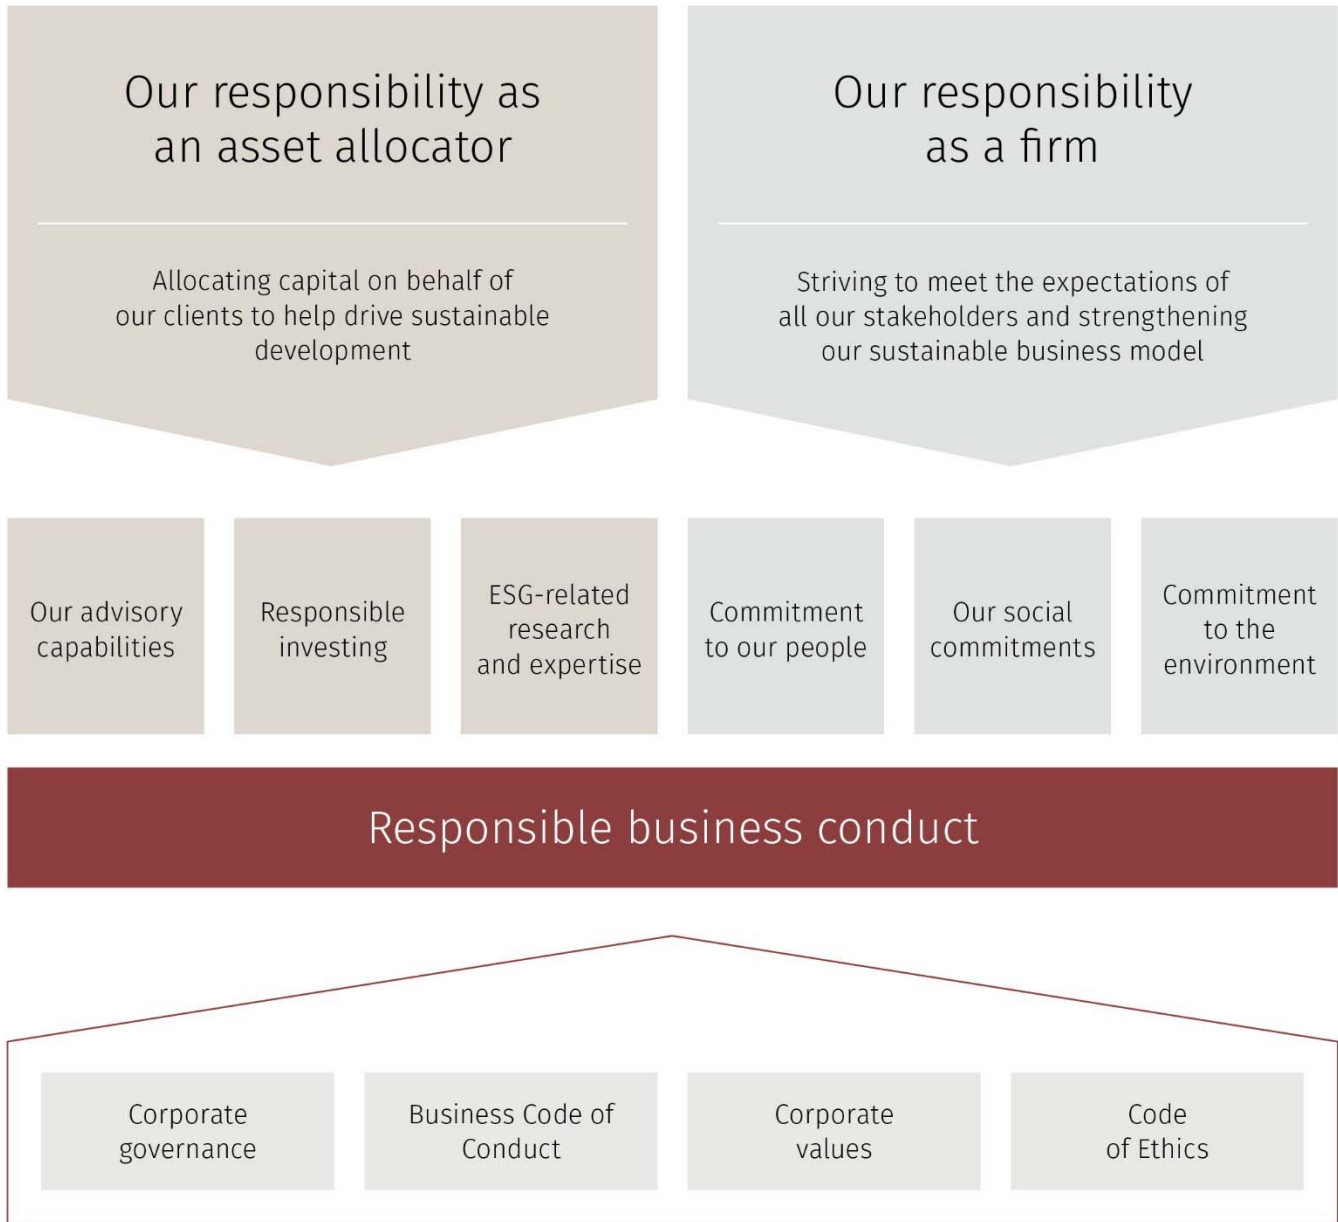 Our responsibility as
an asset allocator
Allocating capital on behalf of
our clients to help drive sustainable
development
Our responsibility
as a firm
Striving to meet the expectations of
all our stakeholders and strengthening
our sustainable business model
Our advisory
capabilities
Responsible
investing
ESG-related
research
and expertise
Commitment
to our people
Our social
commitments
Commitment
to the
environment
Responsible business conduct
Corporate
governance
Business Code of
Conduct
Corporate
values
Code
of Ethics